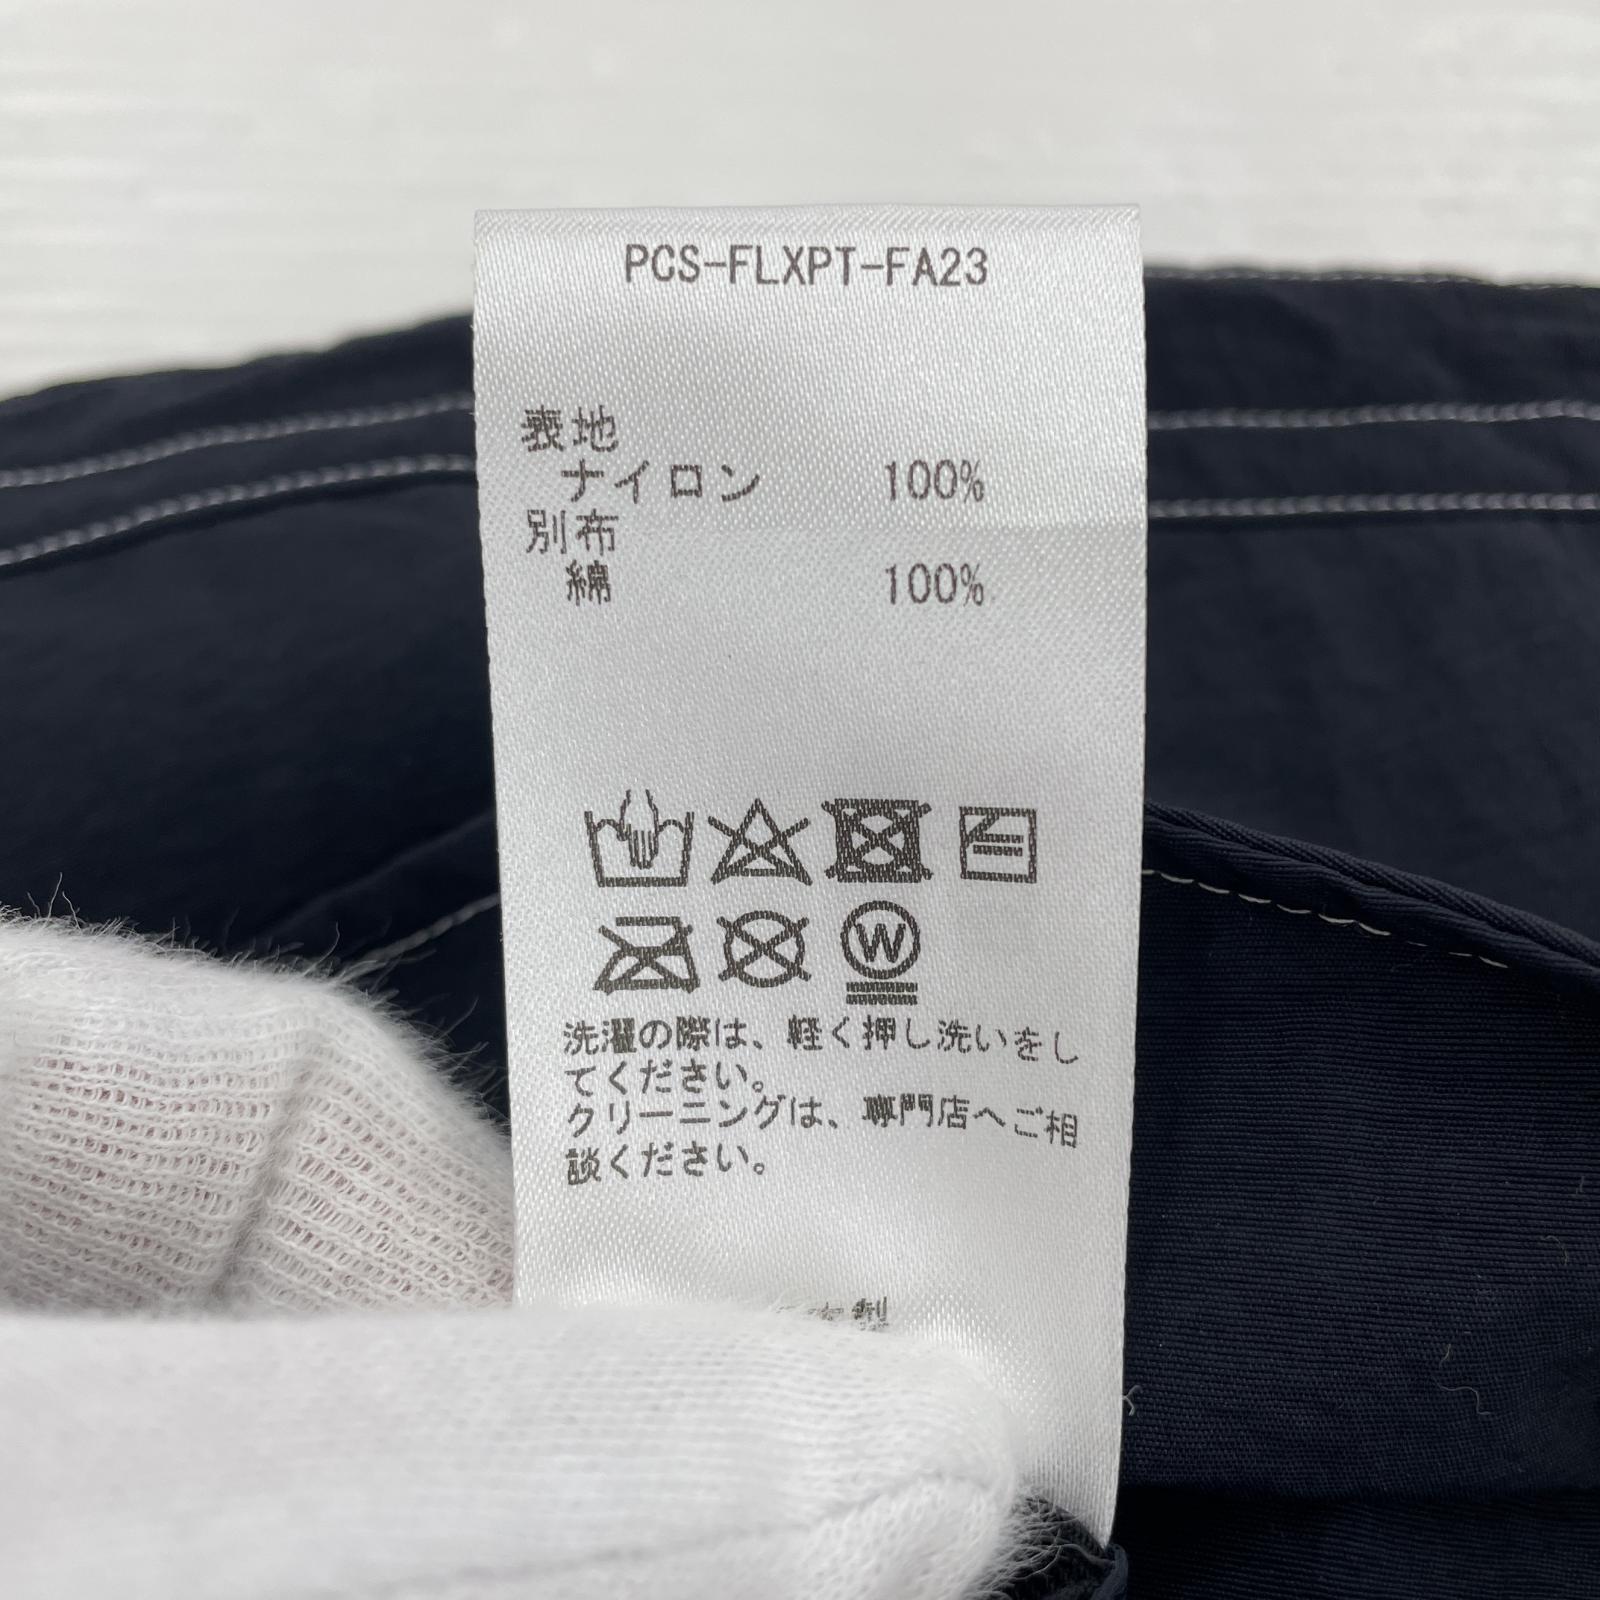 PCS-FLXPT-FA23
表地
ナイロン 100%
別布
綿 100%
W
洗濯の際は、軽く押し洗いをし
てください。
クリーニングは、専門店へご相
談ください。